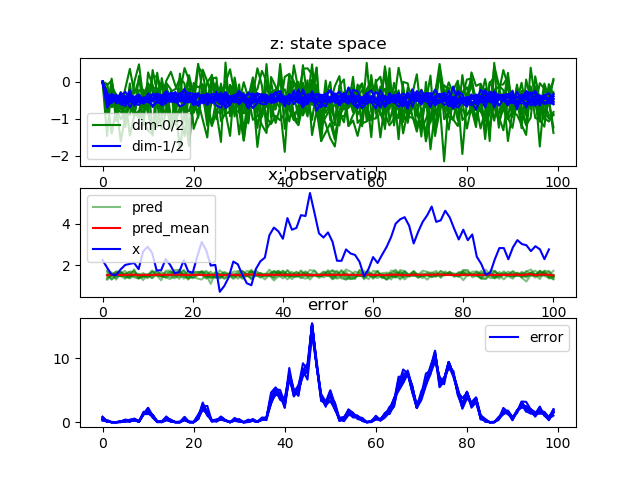 z: state space
0
−1
−2
dim-0/2
dim-1/2
0 20 40 60 80 100
x: observation
4
2
pred
pred_mean
x
0 20 40 60 80 100
error
10
0
error
0 20 40 60 80 100